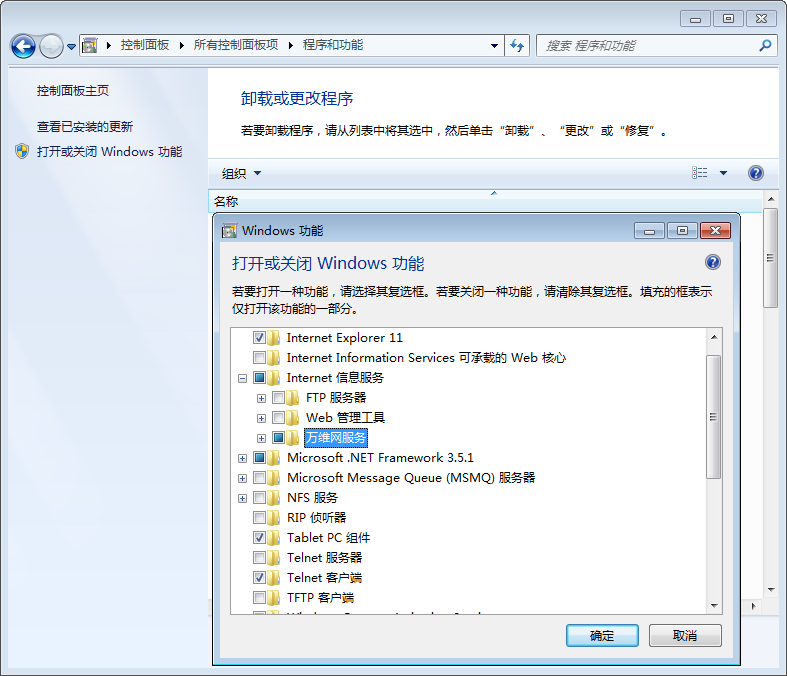 控制面板 所有控制面板项 程序和功能 搜索 程序和功能
控制面板主页
查看已安装的更新
打开或关闭 Windows 功能
卸载或更改程序
若要卸载程序，请从列表中将其选中，然后单击“卸载”、“更改”或“修复”。
组织
名称
Windows 功能
打开或关闭 Windows 功能
若要打开一种功能，请选择其复选框。若要关闭一种功能，请清除其复选框。填充的框表示
仅打开该功能的一部分。
Internet Explorer 11
Internet Information Services 可承载的 Web 核心
Internet 信息服务
FTP 服务器
Web 管理工具
万维网服务
Microsoft .NET Framework 3.5.1
Microsoft Message Queue (MSMQ) 服务器
NFS 服务
RIP 侦听器
Tablet PC 组件
Telnet 服务器
Telnet 客户端
TFTP 客户端
确定 取消